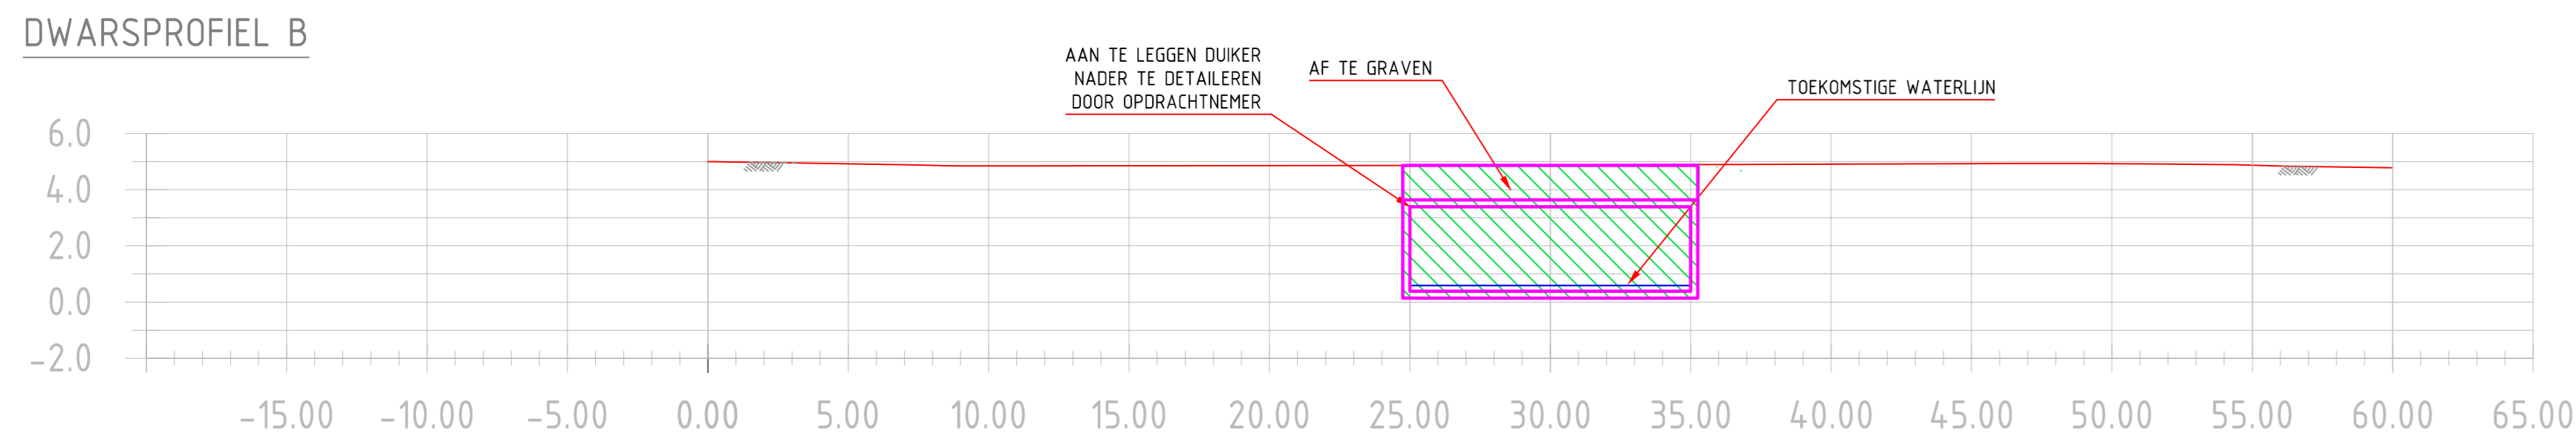 DWARSPROFIEL B
AAN TE LEGGEN DUIKER
NADER TE DETAILEREN
DOOR OPDRACHTNEMER
AF TE GRAVEN
TOEKOMSTIGE WATERLIJN
6.0
4.0
2.0
0.0
-2.0
-15.00 -10.00 -5.00 0.00 5.00 10.00 15.00 20.00 25.00 30.00 35.00 40.00 45.00 50.00 55.00 60.00 65.00